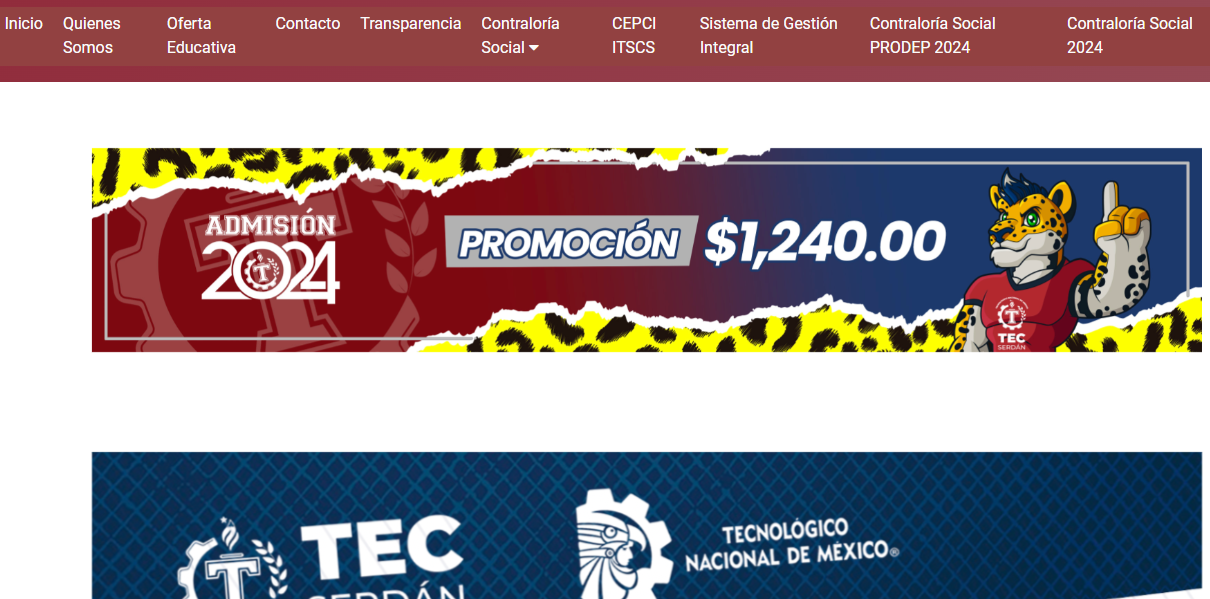 Inicio
Quienes
Somos
Oferta
Educativa
Contacto
Transparencia
Contraloría
Social
CEPCI
ITSCS
Sistema de Gestión
Integral
Contraloría Social
PRODEP 2024
Contraloría Social
2024
ADMISIÓN
2024
PROMOCIÓN $1,240.00
TEC
SERDÁN
TEC
SERDÁN
TECNOLÓGICO
NACIONAL DE MÉXICO®